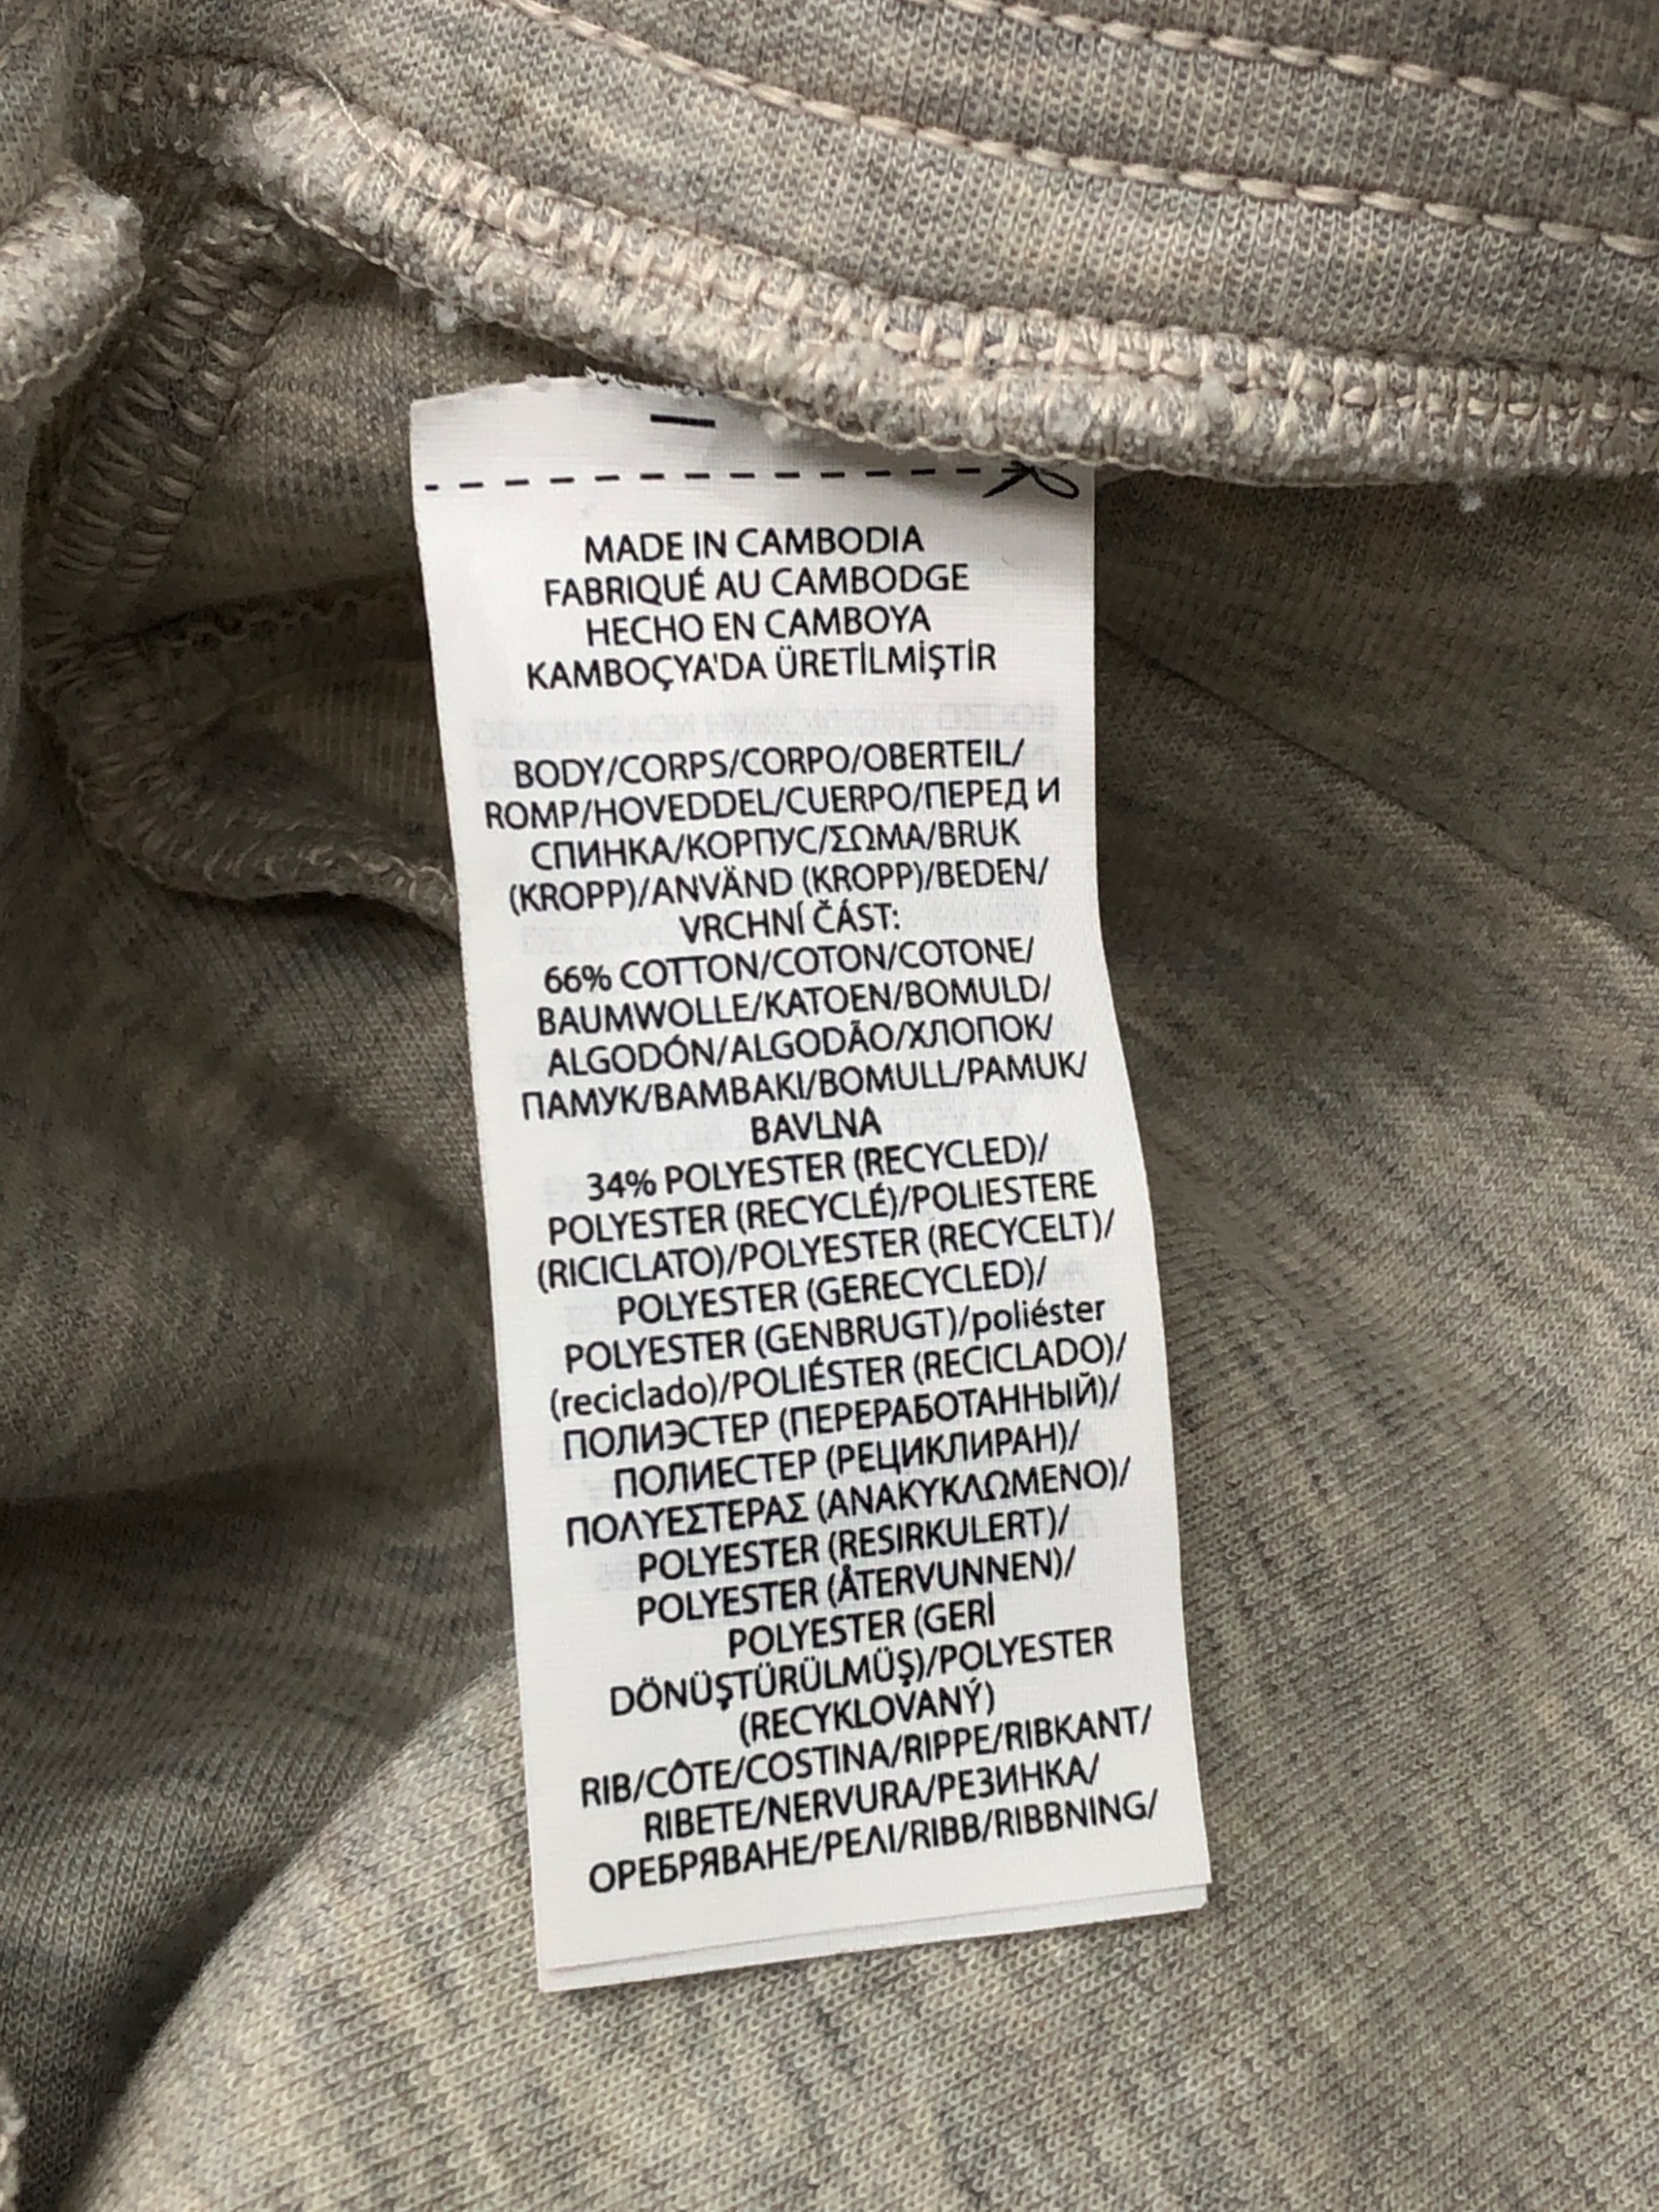 MADE IN CAMBODIA
FABRIQUÉ AU CAMBODGE
HECHO EN CAMBOYA
KAMBOÇYA'DA ÜRETİLMİŞTİR
BODY/CORPS/CORPO/OBERTEIL/
ROMP/HOVEDDEL/CUERPO/ПЕРЕД И
СПИНКА/КОРПУС/ΣΩΜΑ/BRUK
(KROPP)/ANVÄND (KROPP)/BEDEN/
VRCHNÍ ČÁST:
66% COTTON/COTON/COTONE/
BAUMWOLLE/KATOEN/BOMULD/
ALGODÓN/ALGODÃO/ХЛОПОК/
ПАМУК/ΒΑΜΒΑΚΙ/BOMULL/PAMUK/
BAVLNA
34% POLYESTER (RECYCLED)/
POLYESTER (RECYCLÉ)/POLIESTERE
(RICICLATO)/POLYESTER (RECYCELT)/
POLYESTER (GERECYCLED)/
POLYESTER (GENBRUGT)/poliéster
(reciclado)/POLIÉSTER (RECICLADO)/
ПОЛИЭСТЕР (ПЕРЕРАБОТАННЫЙ)/
ПОЛИЕСТЕР (РЕЦИКЛИРАН)/
ΠΟΛΥΕΣΤΕΡΑΣ (ΑΝΑΚΥΚΛΩΜΕΝΟ)/
POLYESTER (RESIRKULERT)/
POLYESTER (ÅTERVUNNEN)/
POLYESTER (GERİ
DÖNÜŞTÜRÜLMÜŞ)/POLYESTER
(RECYKLOVANÝ)
RIB/CÔTE/COSTINA/RIPPE/RIBKANT/
RIBETE/NERVURA/РЕЗИНКА/
ОРЕБРЯВАНЕ/ΡΕΛΙ/RIBB/RIBBNING/